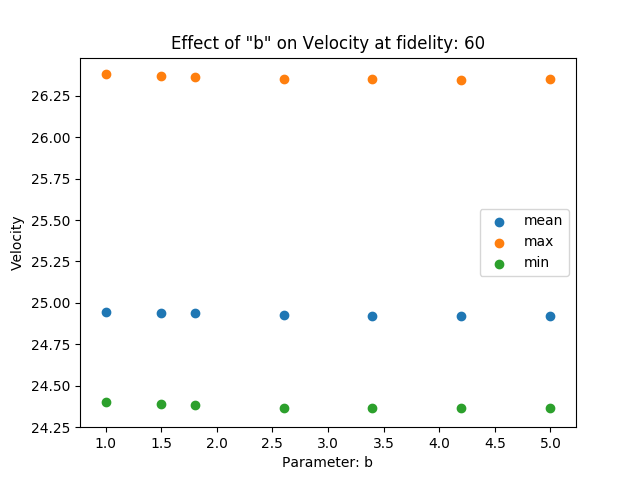 Effect of "b" on Velocity at fidelity: 60
Velocity
26.25
26.00
25.75
25.50
25.25
25.00
24.75
24.50
24.25
mean
max
min
1.0 1.5 2.0 2.5 3.0 3.5 4.0 4.5 5.0
Parameter: b